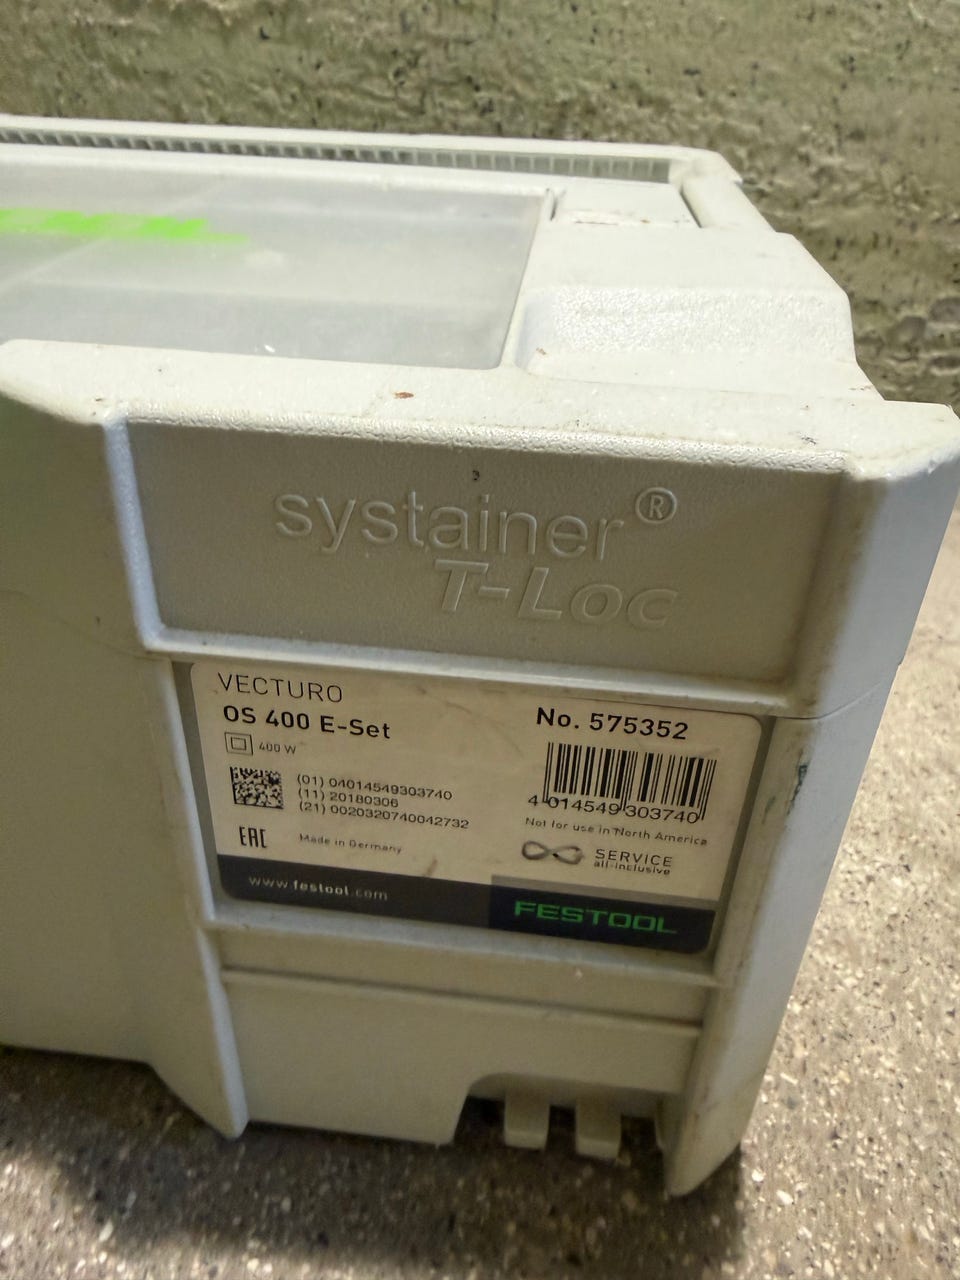 systainer®
T-Loc
VECTURO
OS 400 E-Set
400 W
(01) 04014549303740
(11) 20180306
(21) 0020320740042732
EAC
Made in Germany
www.festool.com
No. 575352
4 014549 303740
Not for use in North America
SERVICE
all-inclusive
FESTOOL